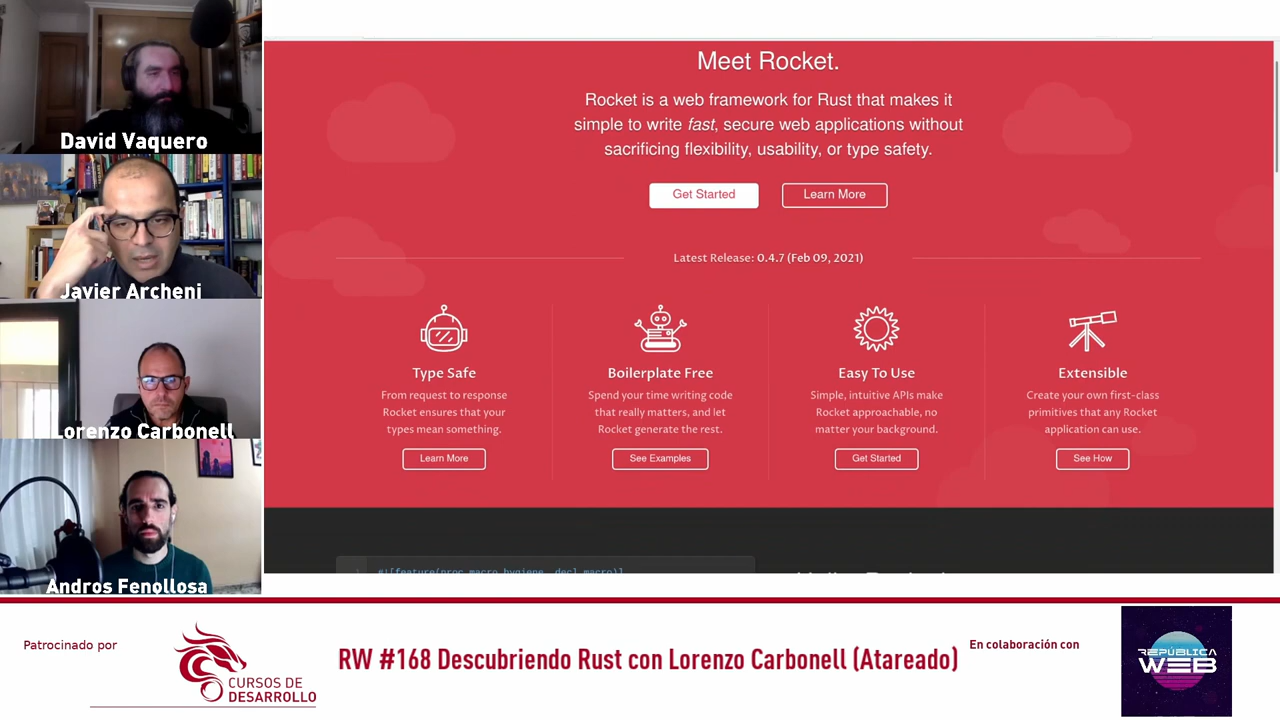 David Vaquero
Javier Archeni
Lorenzo Carbonell
Andros Fenollosa
Meet Rocket.
Rocket is a web framework for Rust that makes it
simple to write fast, secure web applications without
sacrificing flexibility, usability, or type safety.
Get Started
Learn More
Latest Release: 0.4.7 (Feb 09, 2021)
Type Safe
From request to response
Rocket ensures that your
types mean something.
Learn More
Boilerplate Free
Spend your time writing code
that really matters, and let
Rocket generate the rest.
See Examples
Easy To Use
Simple, intuitive APIs make
Rocket approachable, no
matter your background.
Get Started
Extensible
Create your own first-class
primitives that any Rocket
application can use.
See How
1 #![feature(proc_macro_hygiene, decl_macro)]
Patrocinado por
CURSOS DE
DESARROLLO
RW #168 Descubriendo Rust con Lorenzo Carbonell (Atareado)
En colaboración con
REPÚBLICA
WEB